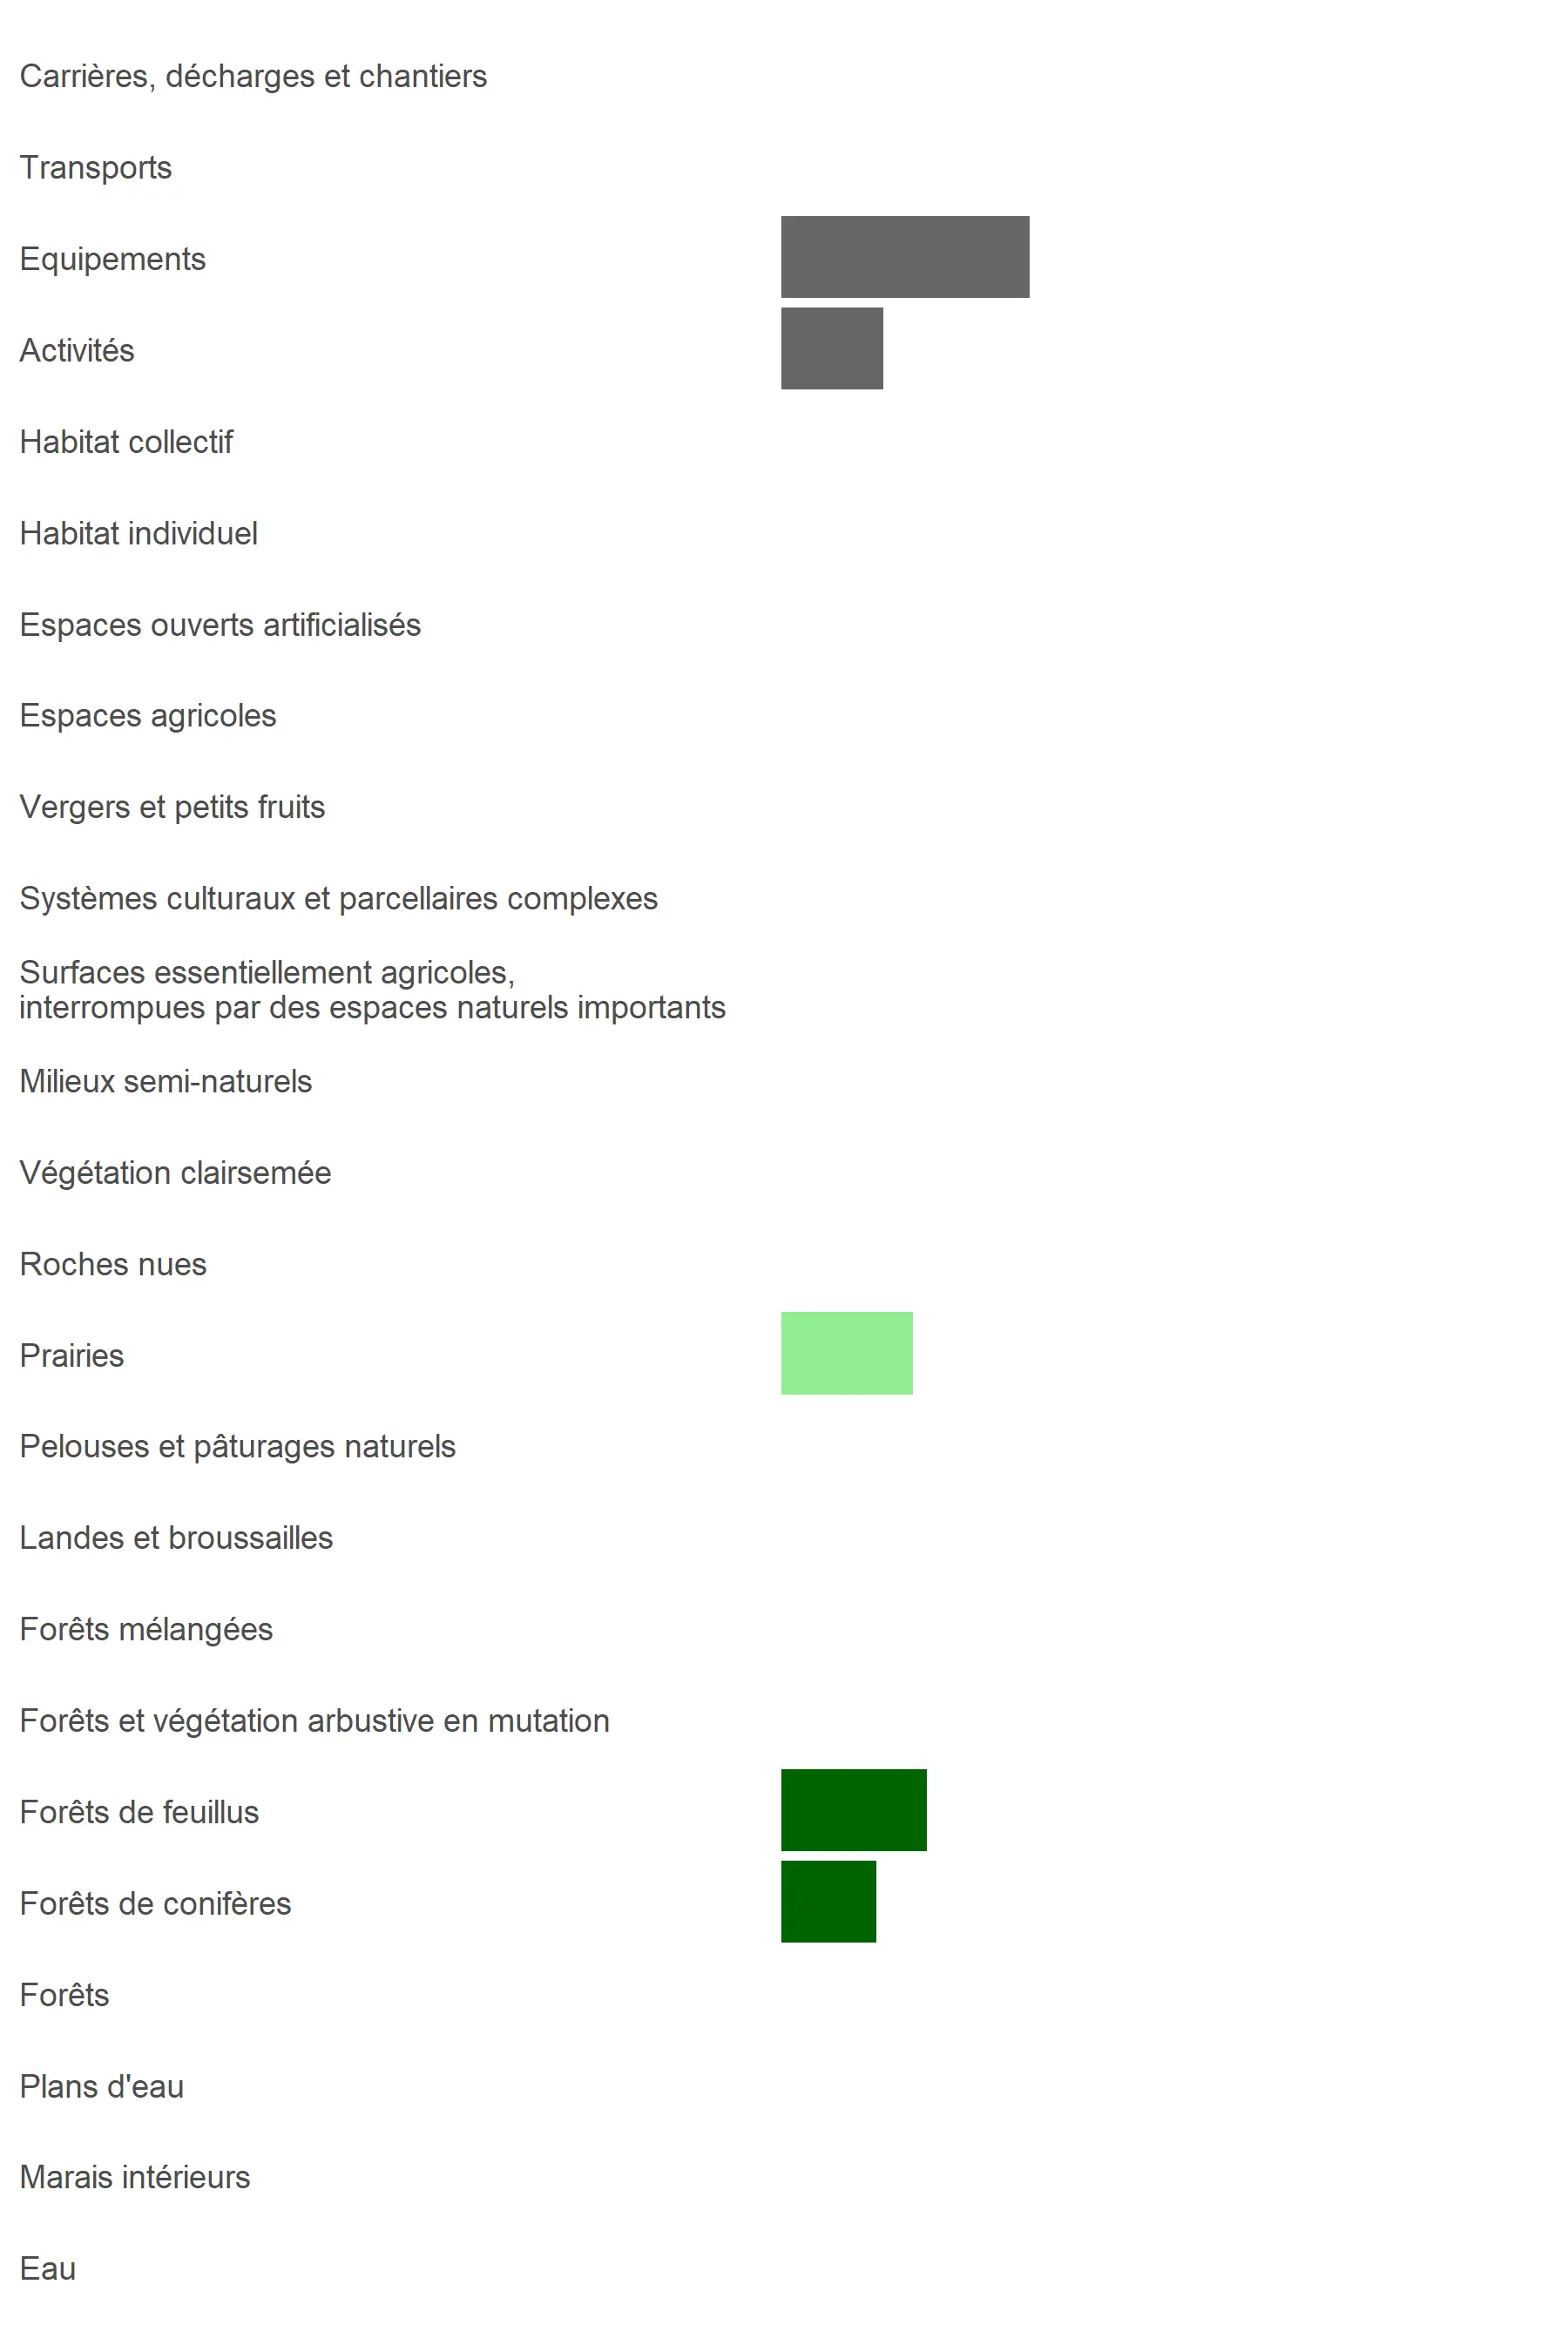 Carrières, décharges et chantiers
Transports
Equipements
Activités
Habitat collectif
Habitat individuel
Espaces ouverts artificialisés
Espaces agricoles
Vergers et petits fruits
Systèmes culturaux et parcellaires complexes
Surfaces essentiellement agricoles,
interrompues par des espaces naturels importants
Milieux semi-naturels
Végétation clairsemée
Roches nues
Prairies
Pelouses et pâturages naturels
Landes et broussailles
Forêts mélangées
Forêts et végétation arbustive en mutation
Forêts de feuillus
Forêts de conifères
Forêts
Plans d'eau
Marais intérieurs
Eau